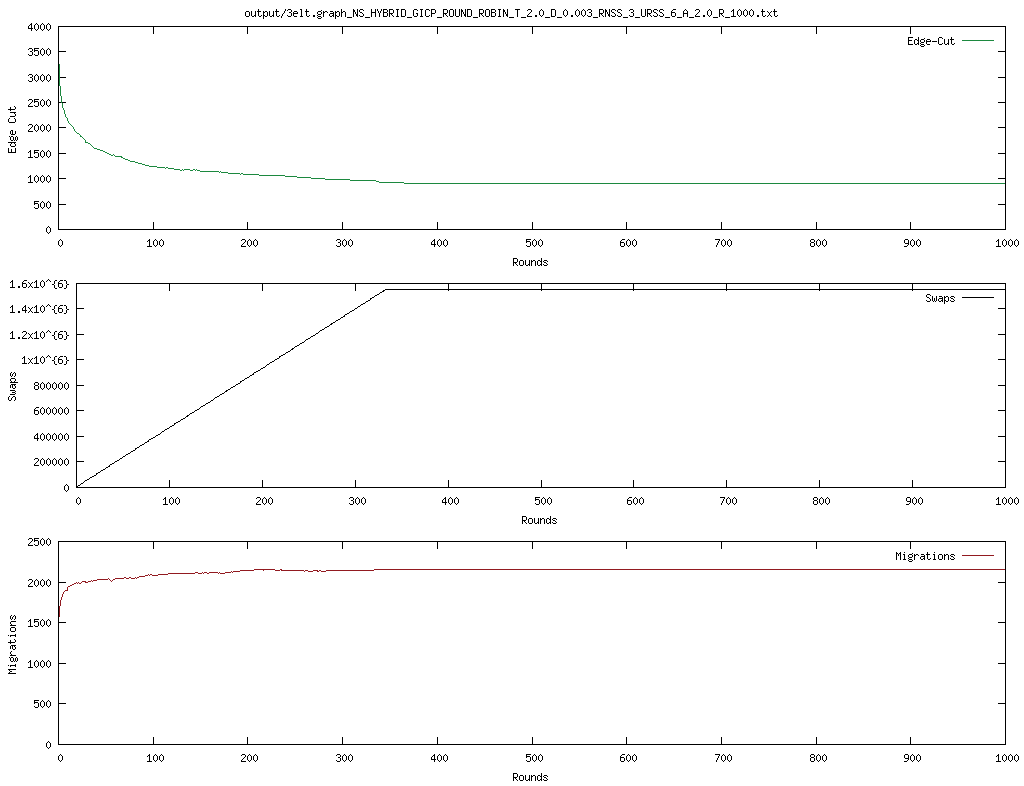 output/3elt.graph_NS_HYBRID_GICP_ROUND_ROBIN_T_2.0_D_0.003_RNSS_3_URSS_6_A_2.0_R_1000.txt
4000
3500
3000
2500
2000
1500
1000
500
0
Edge Cut
Edge-Cut
0 100 200 300 400 500 600 700 800 900 1000
Rounds
1.6x10^{6}
1.4x10^{6}
1.2x10^{6}
1x10^{6}
800000
600000
400000
200000
0
Swaps
Swaps
0 100 200 300 400 500 600 700 800 900 1000
Rounds
2500
2000
1500
1000
500
0
Migrations
Migrations
0 100 200 300 400 500 600 700 800 900 1000
Rounds